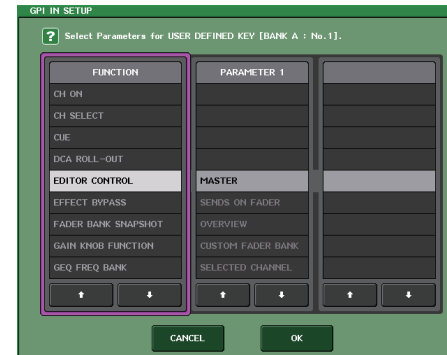 GPI IN SETUP
? Select Parameters for USER DEFINED KEY [BANK A : No.1].
FUNCTION
CH ON
CH SELECT
CUE
DCA ROLL-OUT
EDITOR CONTROL
EFFECT BYPASS
FADER BANK SNAPSHOT
GAIN KNOB FUNCTION
GEQ FREQ BANK
PARAMETER 1
MASTER
SENDS ON FADER
OVERVIEW
CUSTOM FADER BANK
SELECTED CHANNEL
CANCEL
OK